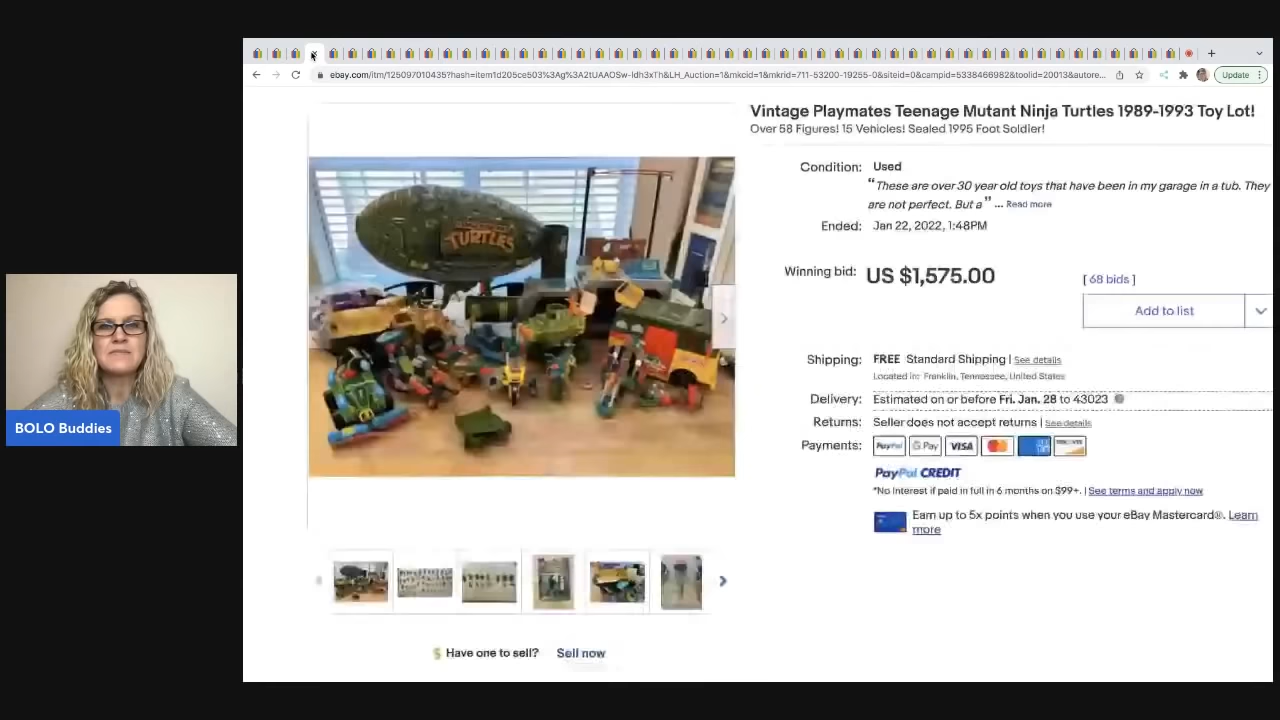 ebay.com/itm/125097010435?hash=item1d205ce503%3Ag%3A2tUAAOSw-ldh3xTh&LH_Auction=1&mkcid=1&mkrid=711-53200-19255-0&siteid=0&campid=5338466982&toolid=20013&autore...
Update
Vintage Playmates Teenage Mutant Ninja Turtles 1989-1993 Toy Lot!
Over 58 Figures! 15 Vehicles! Sealed 1995 Foot Soldier!
Condition: Used
“These are over 30 year old toys that have been in my garage in a tub. They
are not perfect. But a” ... Read more
Ended: Jan 22, 2022, 1:48PM
Winning bid: US $1,575.00 [ 68 bids ]
Add to list
TURTLES
Shipping: FREE Standard Shipping | See details
Located in: Franklin, Tennessee, United States
Delivery: Estimated on or before Fri. Jan. 28 to 43023
Returns: Seller does not accept returns | See details
Payments: PayPal G Pay VISA MasterCard DISCOVER
PayPal CREDIT
*No Interest if paid in full in 6 months on $99+. | See terms and apply now
Earn up to 5x points when you use your eBay Mastercard®. Learn
more
$ Have one to sell? Sell now
BOLO Buddies